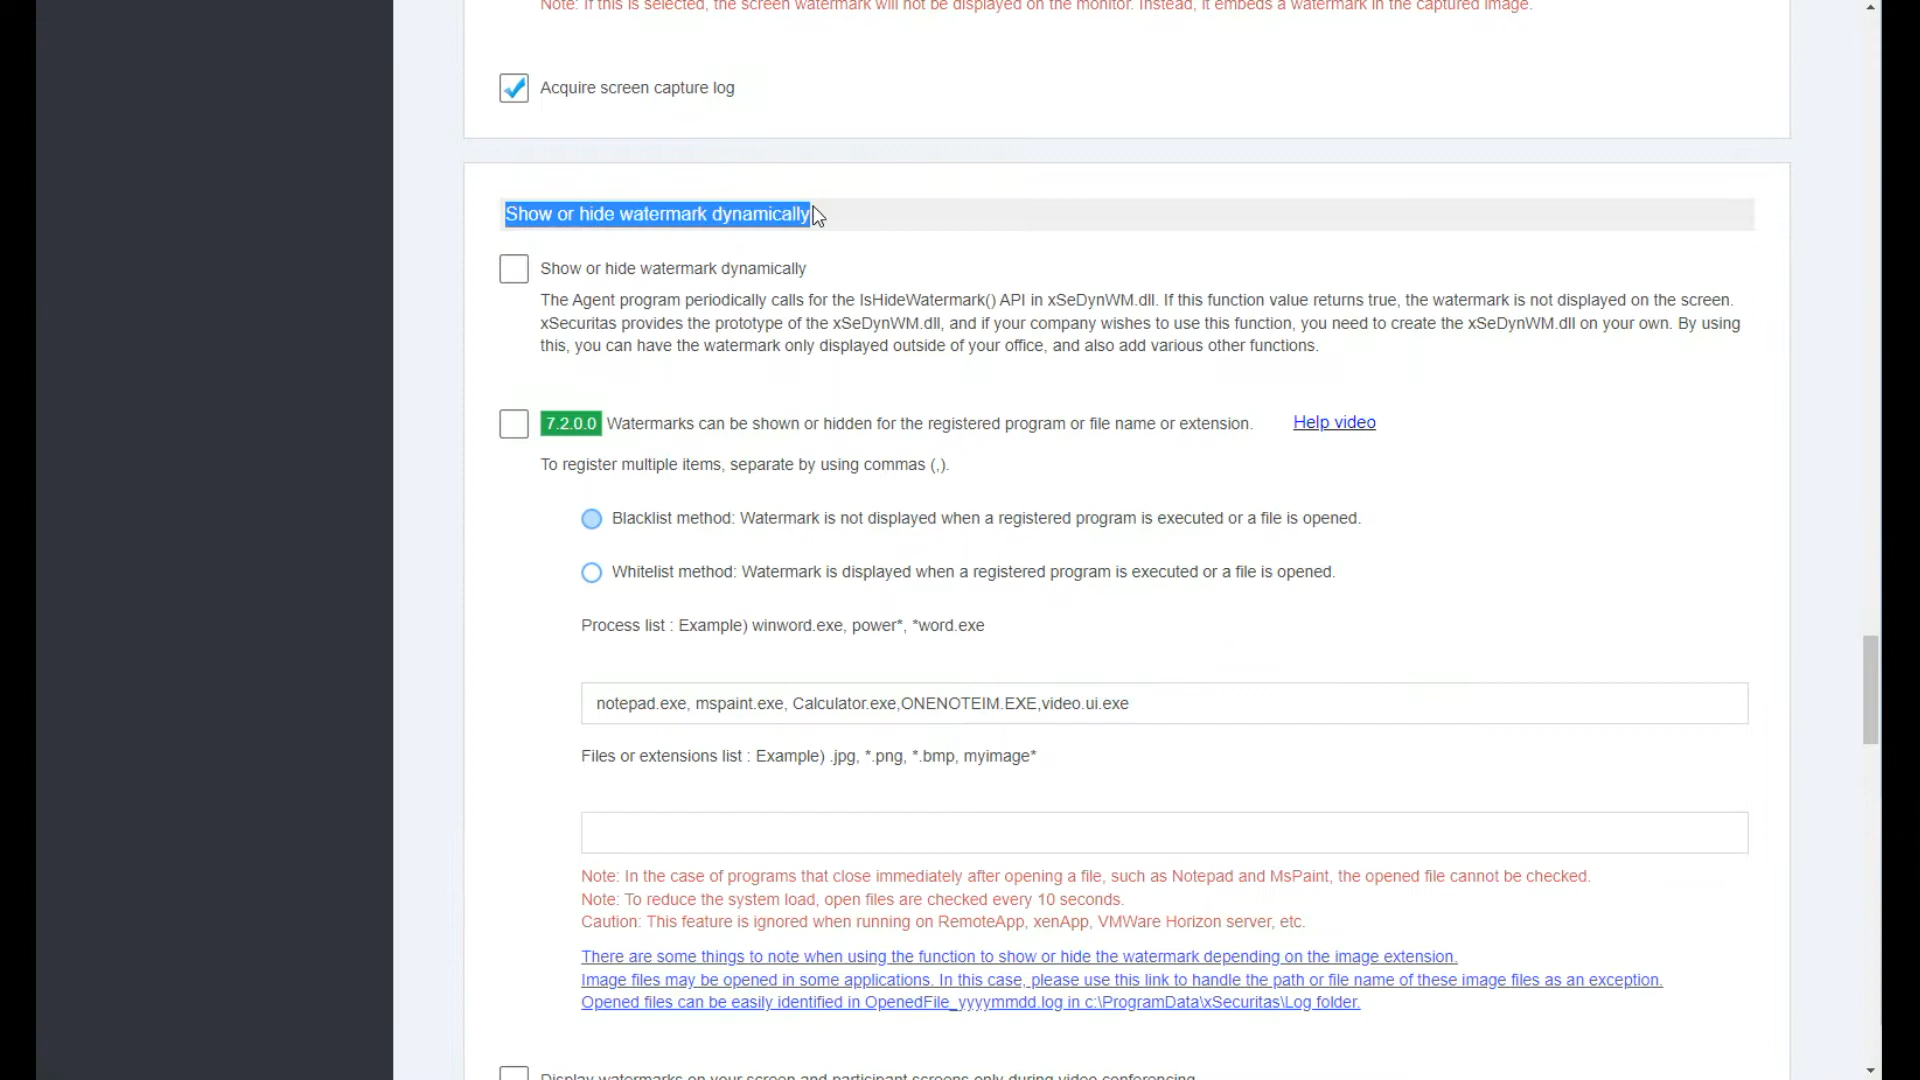 Note: If this is selected, the screen watermark will not be displayed on the monitor. Instead, it embeds a watermark in the captured image.
Acquire screen capture log
Show or hide watermark dynamically
Show or hide watermark dynamically
The Agent program periodically calls for the IsHideWatermark() API in xSeDynWM.dll. If this function value returns true, the watermark is not displayed on the screen.
xSecuritas provides the prototype of the xSeDynWM.dll, and if your company wishes to use this function, you need to create the xSeDynWM.dll on your own. By using
this, you can have the watermark only displayed outside of your office, and also add various other functions.
7.2.0.0 Watermarks can be shown or hidden for the registered program or file name or extension. Help video
To register multiple items, separate by using commas (,).
Blacklist method: Watermark is not displayed when a registered program is executed or a file is opened.
Whitelist method: Watermark is displayed when a registered program is executed or a file is opened.
Process list : Example) winword.exe, power*, *word.exe
notepad.exe, mspaint.exe, Calculator.exe,ONENOTEIM.EXE,video.ui.exe
Files or extensions list : Example) .jpg, *.png, *.bmp, myimage*
Note: In the case of programs that close immediately after opening a file, such as Notepad and MsPaint, the opened file cannot be checked.
Note: To reduce the system load, open files are checked every 10 seconds.
Caution: This feature is ignored when running on RemoteApp, xenApp, VMWare Horizon server, etc.
There are some things to note when using the function to show or hide the watermark depending on the image extension.
Image files may be opened in some applications. In this case, please use this link to handle the path or file name of these image files as an exception.
Opened files can be easily identified in OpenedFile_yyyymmdd.log in c:\ProgramData\xSecuritas\Log folder.
Display watermarks on your screen and participant screens only during video conferencing